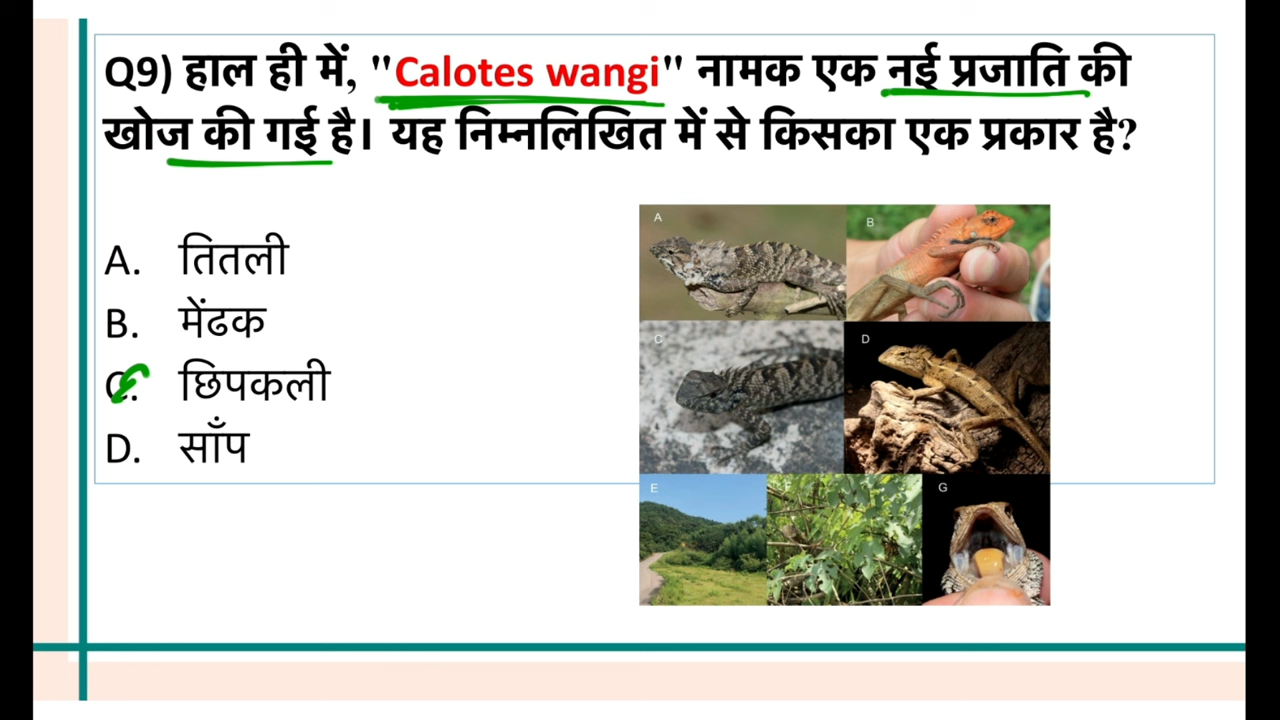 Q9) हाल ही में, "Calotes wangi" नामक एक नई प्रजाति की
खोज की गई है। यह निम्नलिखित में से किसका एक प्रकार है?
A. तितली
B. मेंढक
C. छिपकली
D. साँप
A
B
C
D
E
F
G